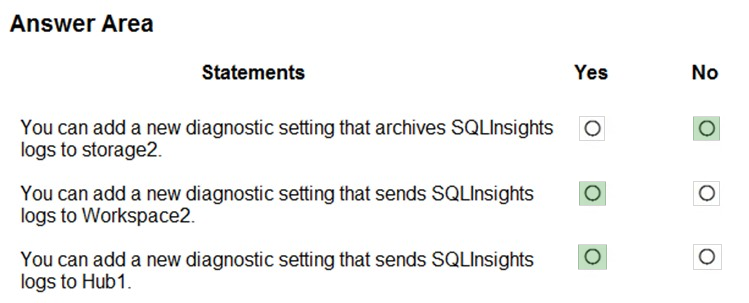 Answer Area
Statements Yes No
You can add a new diagnostic setting that archives SQLInsights
logs to storage2.
You can add a new diagnostic setting that sends SQLInsights
logs to Workspace2.
You can add a new diagnostic setting that sends SQLInsights
logs to Hub1.